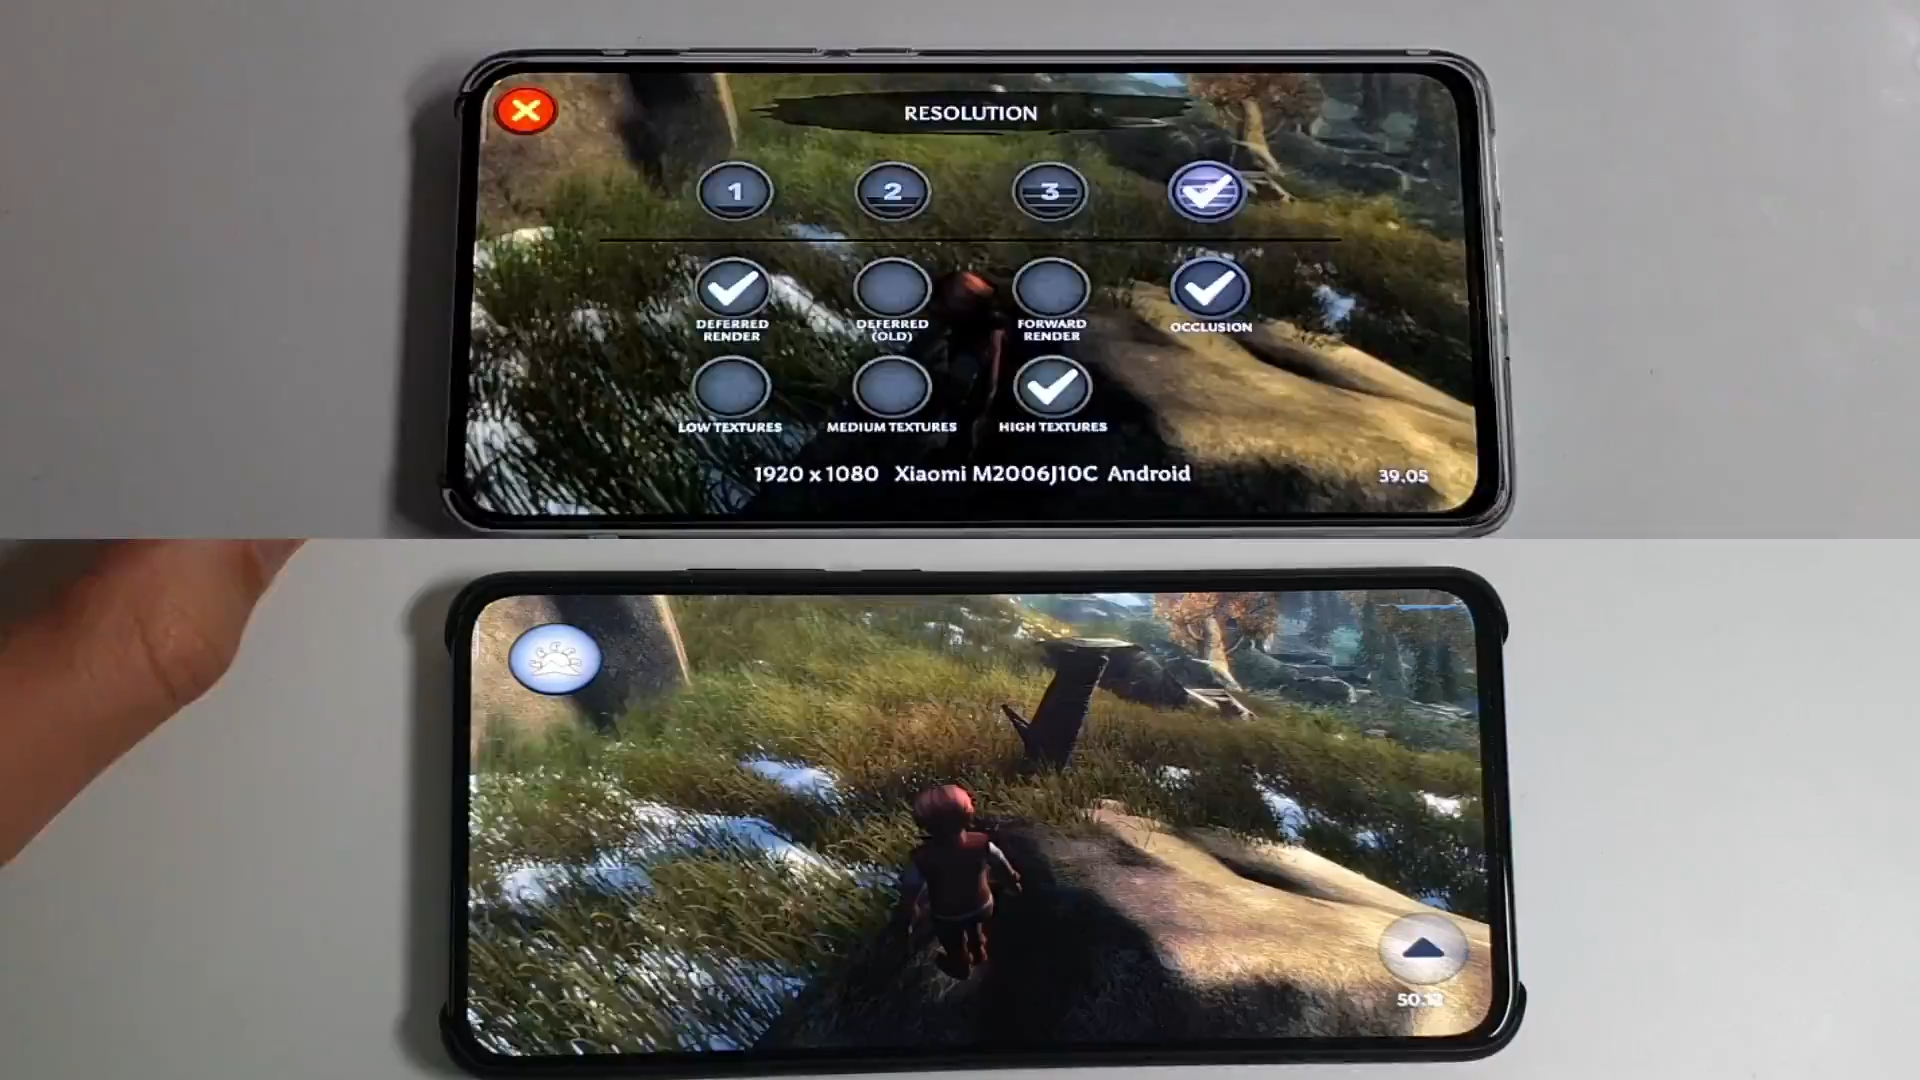 RESOLUTION
1 2 3
DEFERRED RENDER
DEFERRED (OLD)
FORWARD RENDER
OCCLUSION
LOW TEXTURES
MEDIUM TEXTURES
HIGH TEXTURES
1920 x 1080 Xiaomi M2006J10C Android
39.05